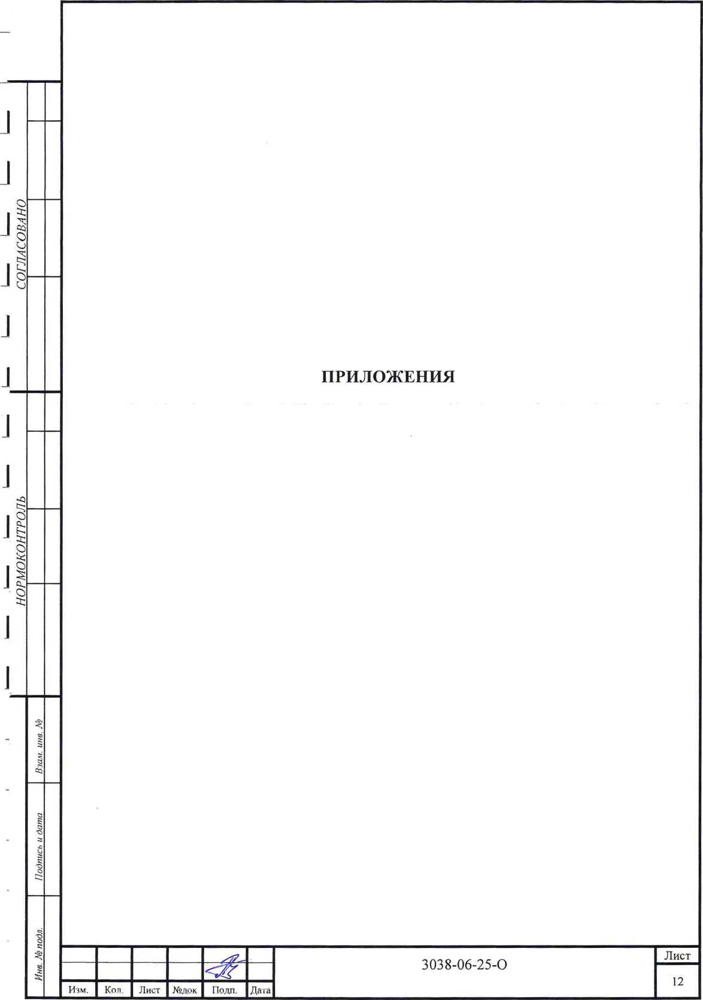 СОГЛАСОВАНО
ПРИЛОЖЕНИЯ
НОРМОКОНТРОЛЬ
Взам. инв. №
Подпись и дата
Инв. № подл.
3038-06-25-О
Лист
12
Изм. Кол. Лист №док Подп. Дата